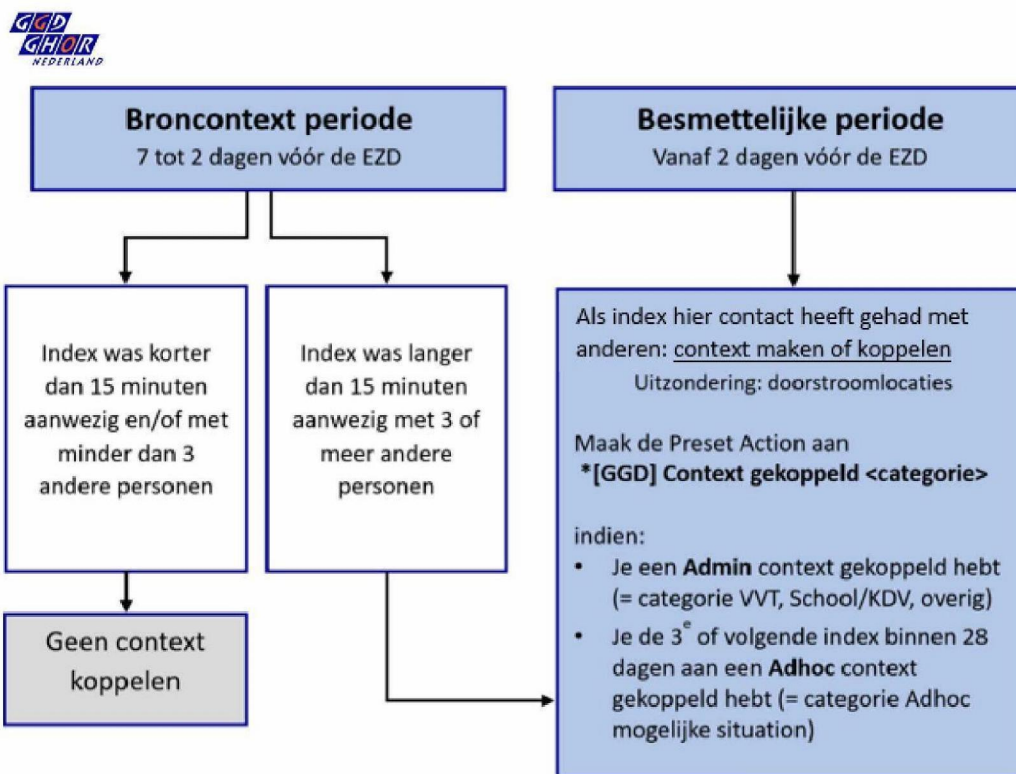 GGD
GHOR
NEDERLAND
Broncontext periode
7 tot 2 dagen vóór de EZD
Besmettelijke periode
Vanaf 2 dagen vóór de EZD
Index was korter
dan 15 minuten
aanwezig en/of met
minder dan 3
andere personen
Index was langer
dan 15 minuten
aanwezig met 3 of
meer andere
personen
Geen context
koppelen
Als index hier contact heeft gehad met
anderen: context maken of koppelen
Uitzondering: doorstroomlocaties
Maak de Preset Action aan
*[GGD] Context gekoppeld <categorie>
indien:
• Je een Admin context gekoppeld hebt
(= categorie VVT, School/KDV, overig)
• Je de 3e of volgende index binnen 28
dagen aan een Adhoc context
gekoppeld hebt (= categorie Adhoc
mogelijke situation)